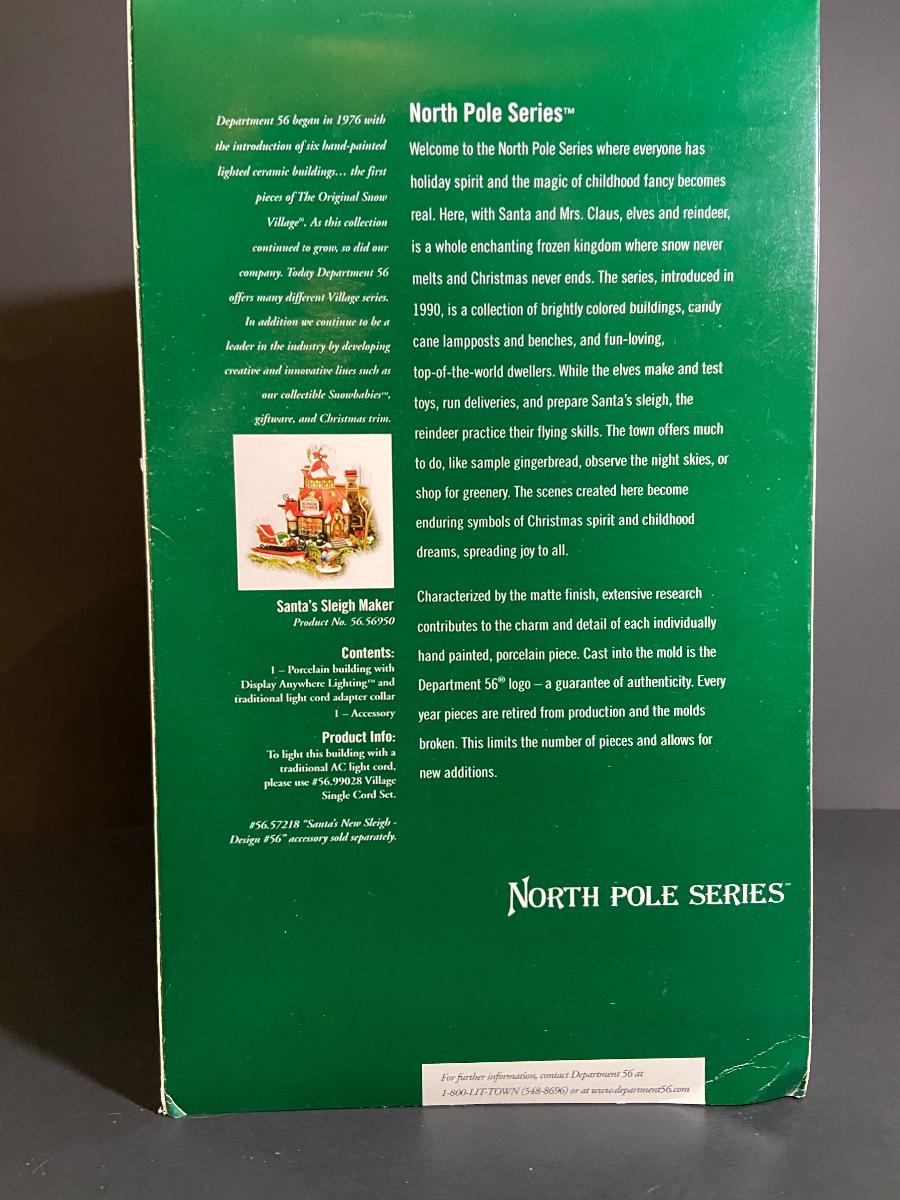 Department 56 began in 1976 with
the introduction of six hand-painted
lighted ceramic buildings... the first
pieces of The Original Snow
Village®. As this collection
continued to grow, so did our
company. Today Department 56
offers many different Village series.
In addition we continue to be a
leader in the industry by developing
creative and innovative lines such as
our collectible Snowbabies™,
giftware, and Christmas trim.
Santa's Sleigh Maker
Product No. 56.56950
Contents:
1 – Porcelain building with
Display Anywhere Lighting™ and
traditional light cord adapter collar
1 – Accessory
Product Info:
To light this building with a
traditional AC light cord,
please use #56.99028 Village
Single Cord Set.
#56.57218 "Santa's New Sleigh -
Design #56" accessory sold separately.
North Pole Series™
Welcome to the North Pole Series where everyone has
holiday spirit and the magic of childhood fancy becomes
real. Here, with Santa and Mrs. Claus, elves and reindeer,
is a whole enchanting frozen kingdom where snow never
melts and Christmas never ends. The series, introduced in
1990, is a collection of brightly colored buildings, candy
cane lampposts and benches, and fun-loving,
top-of-the-world dwellers. While the elves make and test
toys, run deliveries, and prepare Santa's sleigh, the
reindeer practice their flying skills. The town offers much
to do, like sample gingerbread, observe the night skies, or
shop for greenery. The scenes created here become
enduring symbols of Christmas spirit and childhood
dreams, spreading joy to all.
Characterized by the matte finish, extensive research
contributes to the charm and detail of each individually
hand painted, porcelain piece. Cast into the mold is the
Department 56® logo – a guarantee of authenticity. Every
year pieces are retired from production and the molds
broken. This limits the number of pieces and allows for
new additions.
NORTH POLE SERIES™
For further information, contact Department 56 at
1-800-LIT-TOWN (548-8696) or at www.department56.com